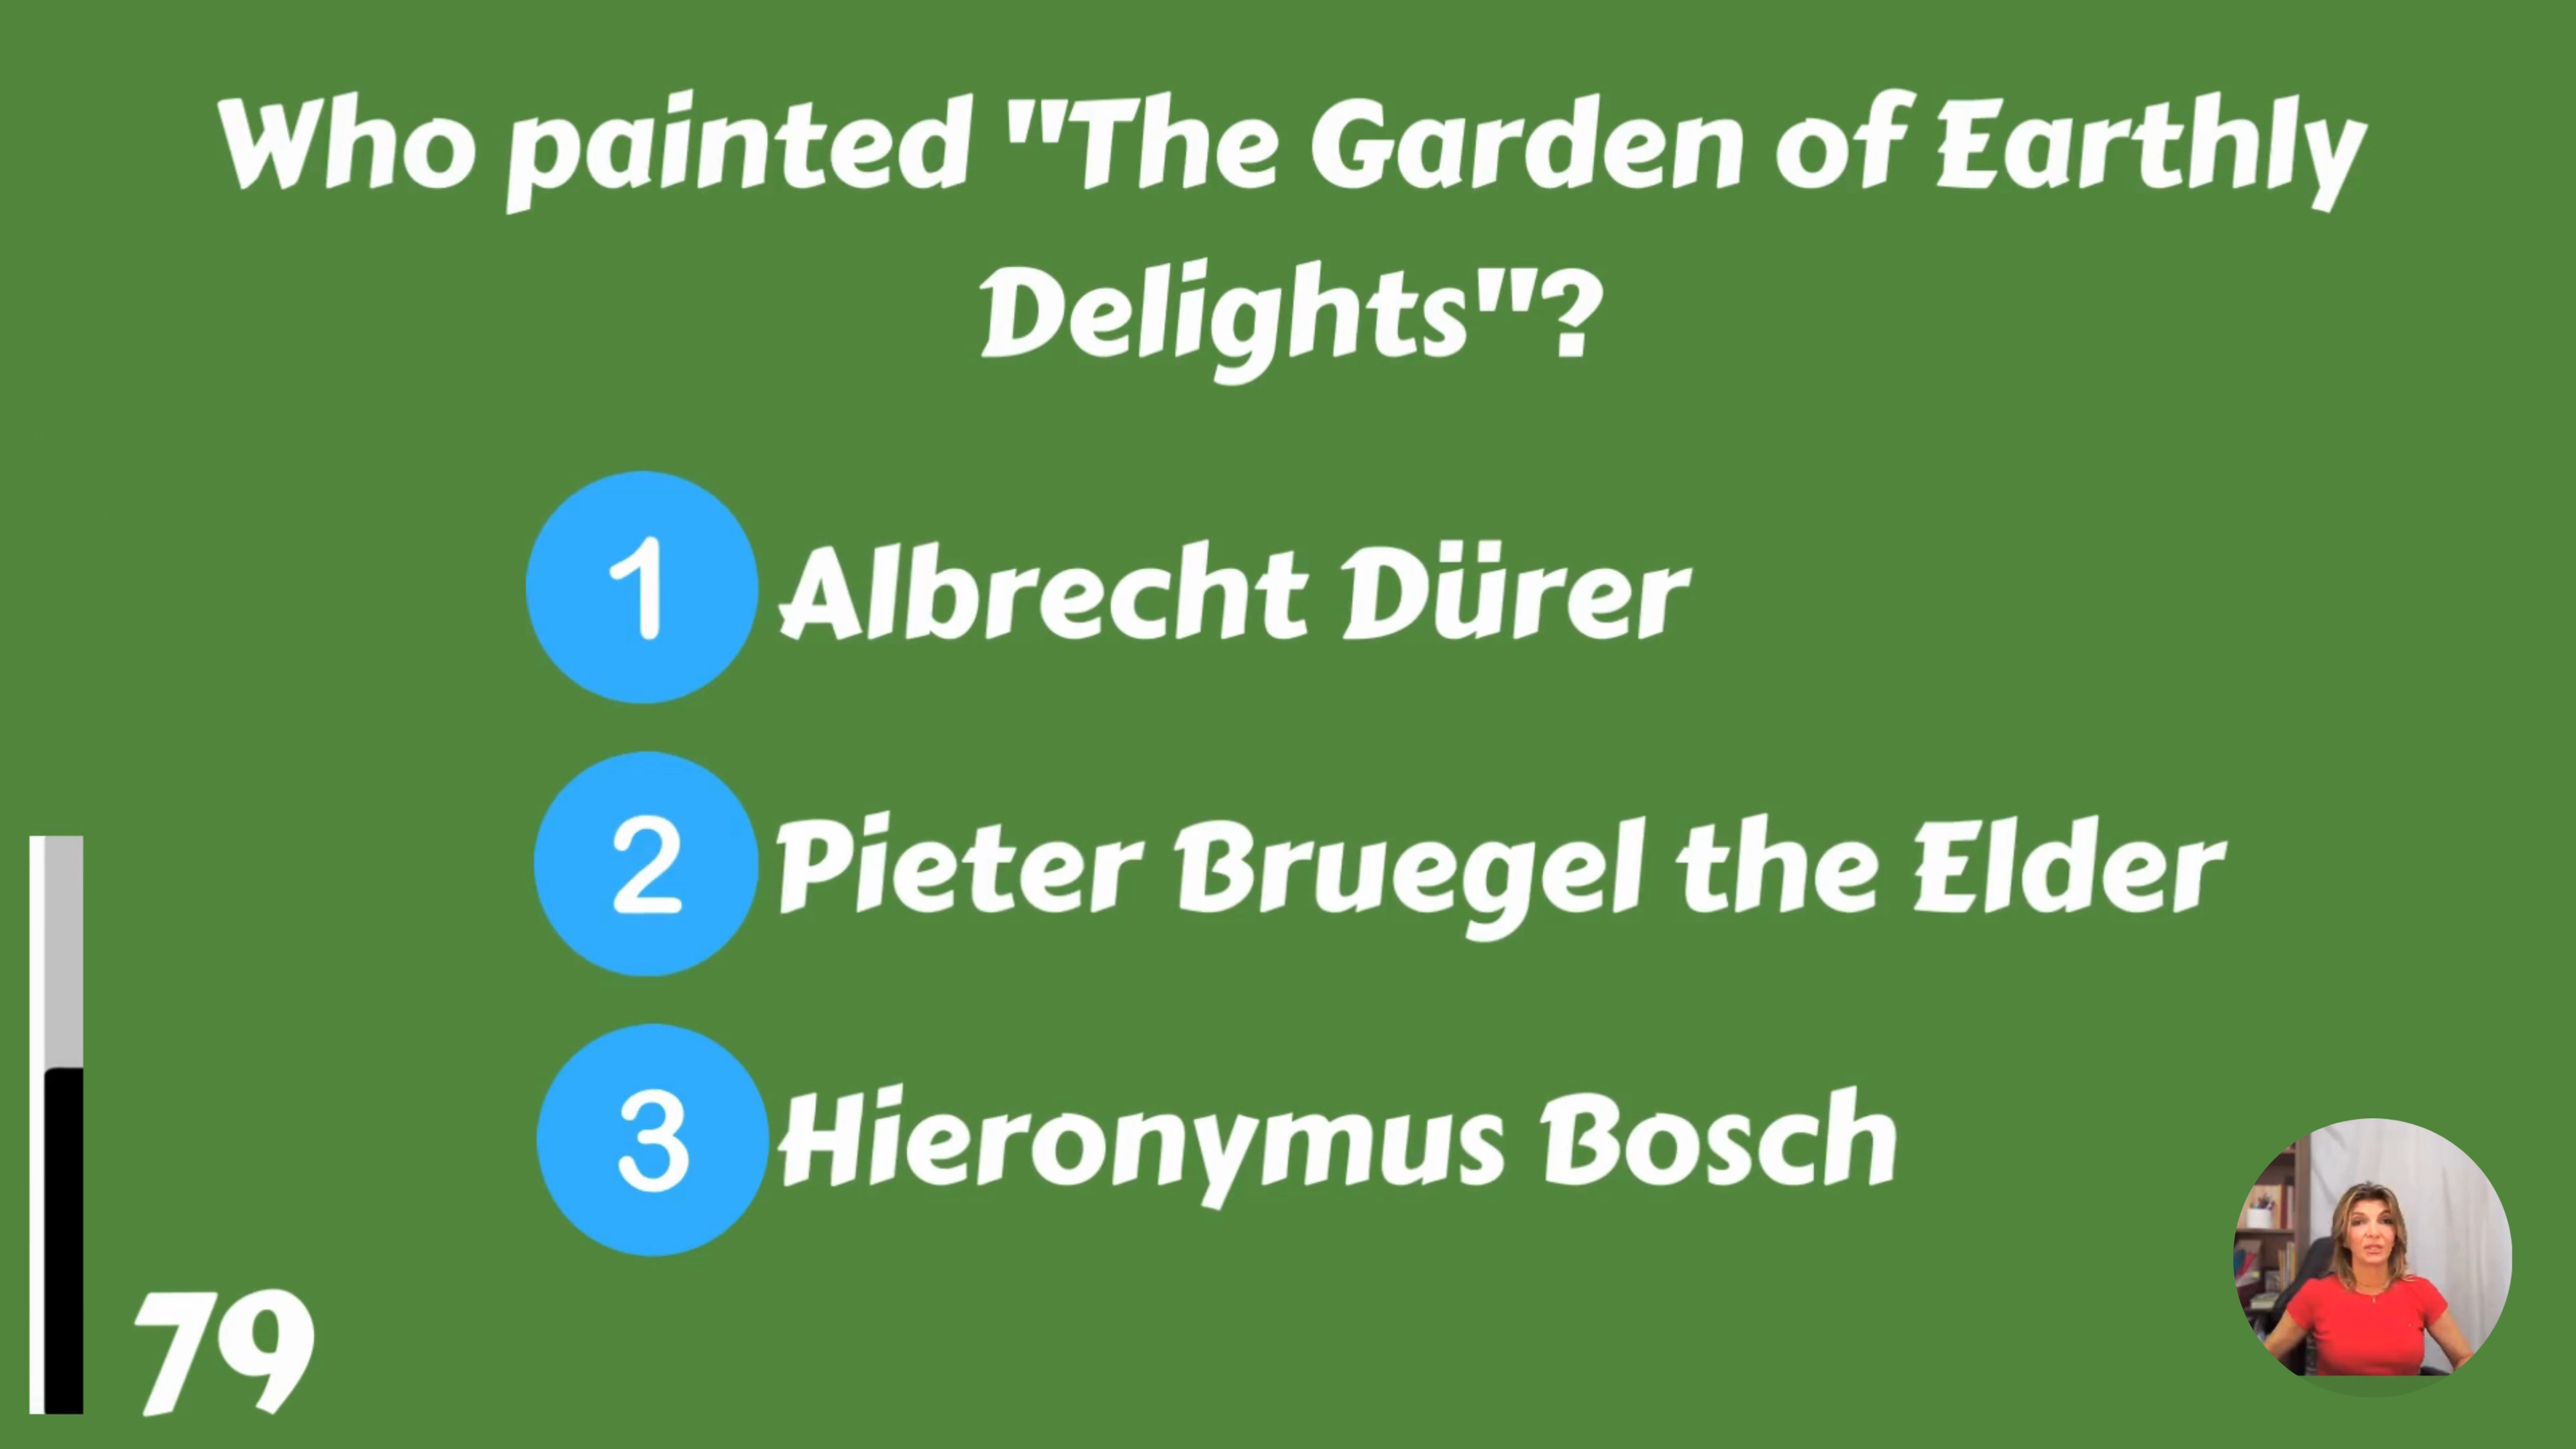 Who painted "The Garden of Earthly
Delights"?
1 Albrecht Dürer
2 Pieter Bruegel the Elder
3 Hieronymus Bosch
79